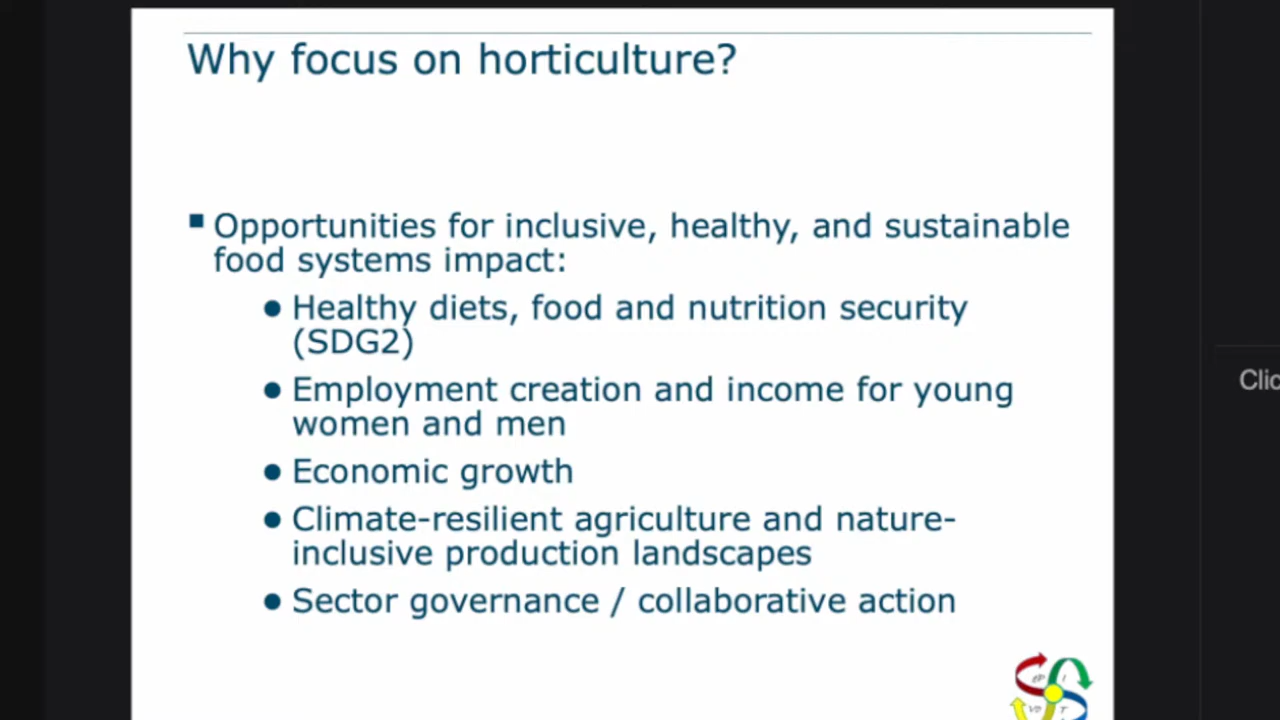 Why focus on horticulture?
■ Opportunities for inclusive, healthy, and sustainable
food systems impact:
● Healthy diets, food and nutrition security
(SDG2)
● Employment creation and income for young
women and men
● Economic growth
● Climate-resilient agriculture and nature-
inclusive production landscapes
● Sector governance / collaborative action